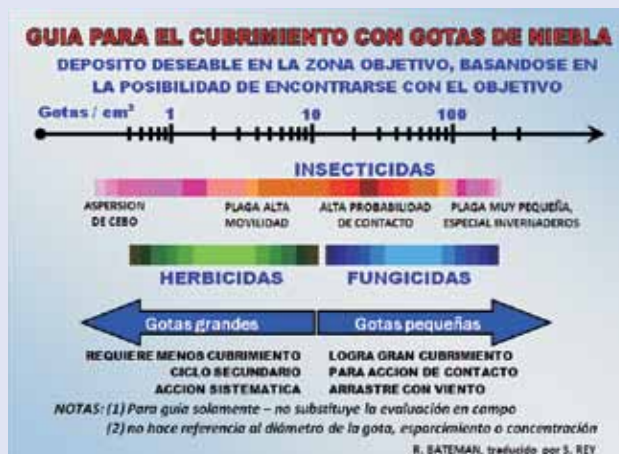 GUIA PARA EL CUBRIMIENTO CON GOTAS DE NIEBLA
DEPOSITO DESEABLE EN LA ZONA OBJETIVO, BASANDOSE EN
LA POSIBILIDAD DE ENCONTRARSE CON EL OBJETIVO
Gotas / cm² 1 10 100
INSECTICIDAS
ASPERSION DE CEBO
PLAGA ALTA MOVILIDAD
ALTA PROBABILIDAD DE CONTACTO
PLAGA MUY PEQUEÑA, ESPECIAL INVERNADEROS
HERBICIDAS FUNGICIDAS
Gotas grandes Gotas pequeñas
REQUIERE MENOS CUBRIMIENTO
CICLO SECUNDARIO
ACCION SISTEMATICA
LOGRA GRAN CUBRIMIENTO
PARA ACCION DE CONTACTO
ARRASTRE CON VIENTO
NOTAS: (1) Para guía solamente – no substituye la evaluación en campo
(2) no hace referencia al diámetro de la gota, esparcimiento o concentración
R. BATEMAN, traducido por S. REY